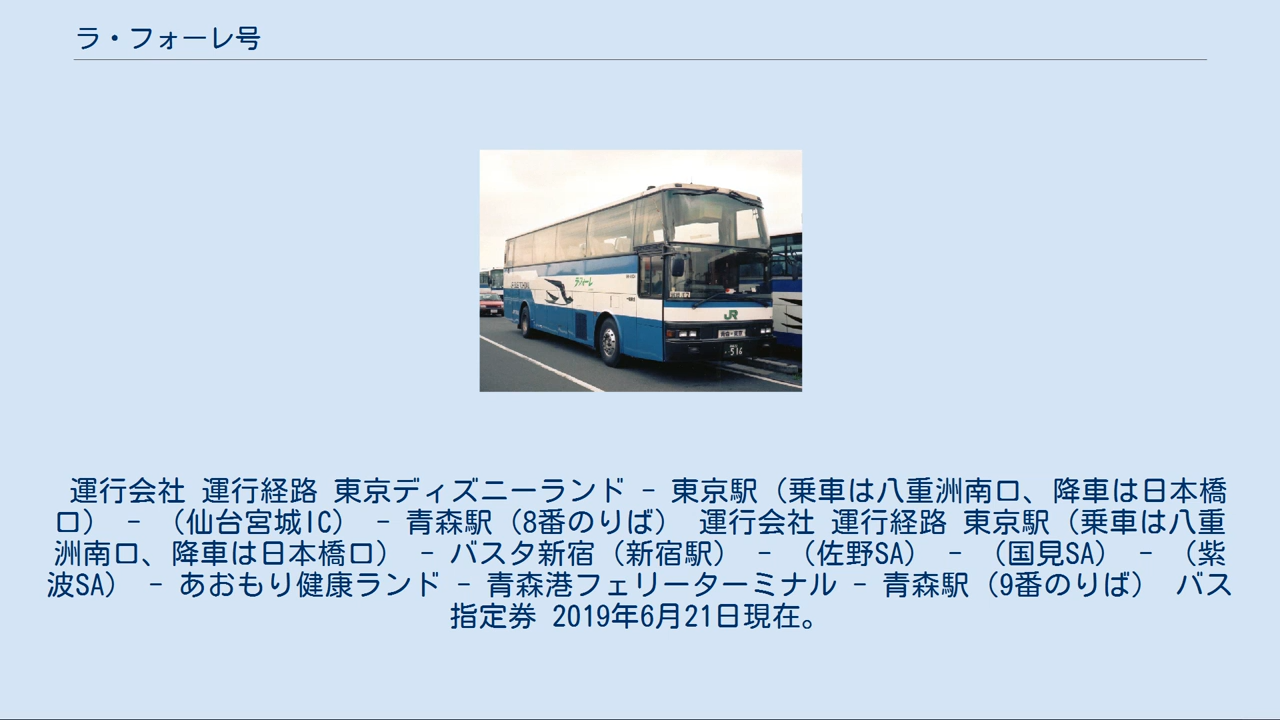 ラ・フォーレ号
ラフォーレ
JR
516
運行会社 運行経路 東京ディズニーランド - 東京駅（乗車は八重洲南口、降車は日本橋
口） - （仙台宮城IC） - 青森駅（8番のりば） 運行会社 運行経路 東京駅（乗車は八重
洲南口、降車は日本橋口） - バスタ新宿（新宿駅） - （佐野SA） - （国見SA） - （紫
波SA） - あおもり健康ランド - 青森港フェリーターミナル - 青森駅（9番のりば） バス
指定券 2019年6月21日現在。